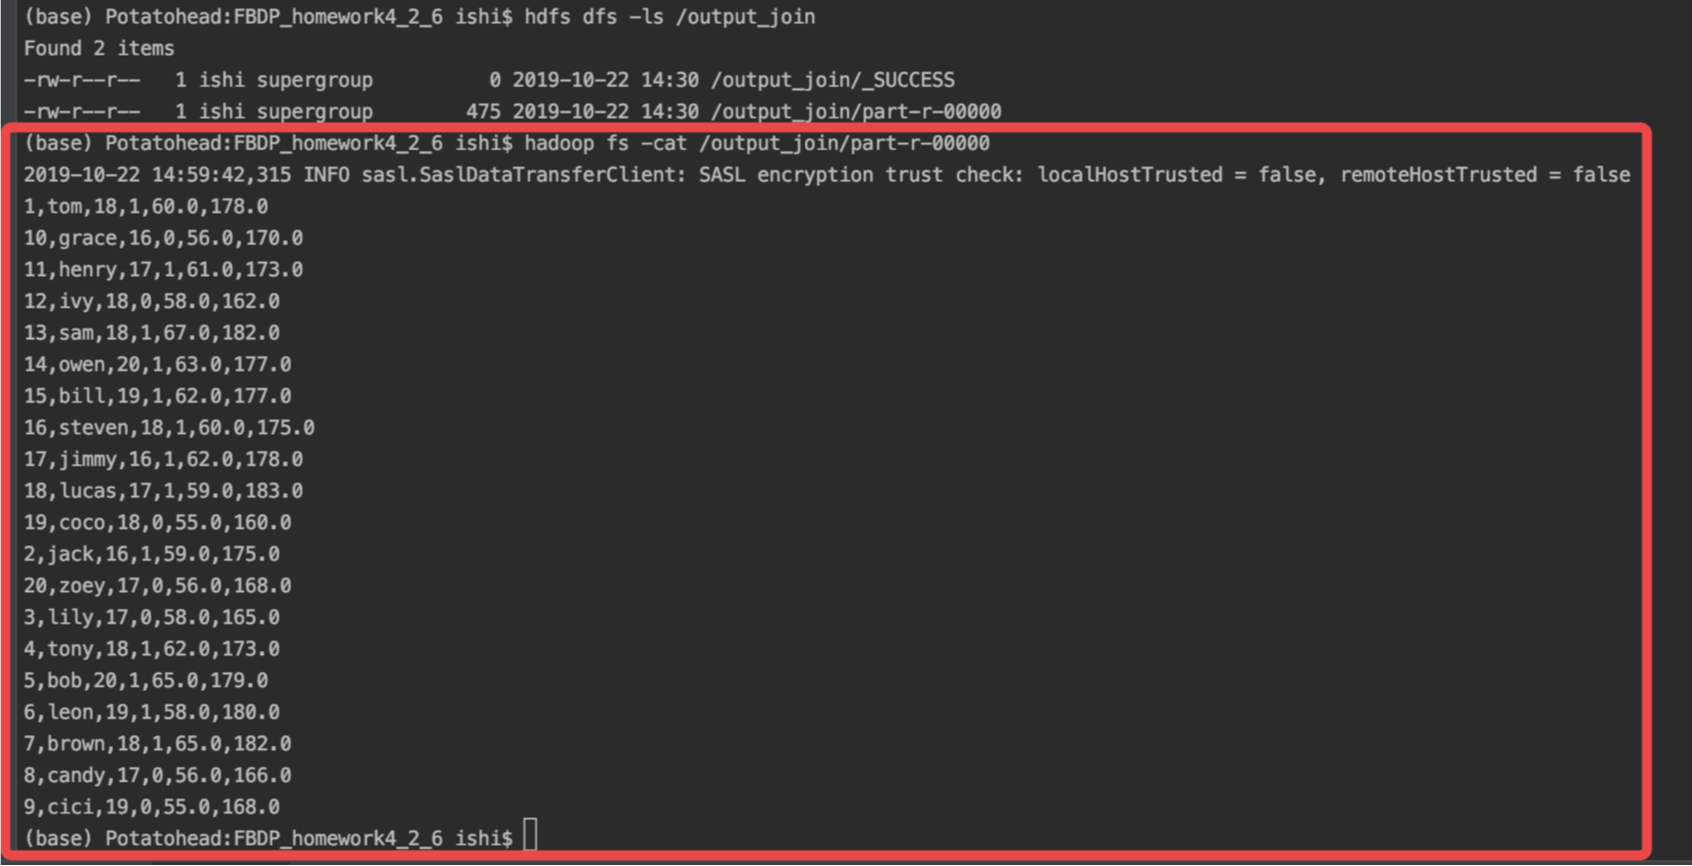 (base) Potatohead:FBDP_homework4_2_6 ishi$ hdfs dfs -ls /output_join
Found 2 items
-rw-r--r--   1 ishi supergroup          0 2019-10-22 14:30 /output_join/_SUCCESS
-rw-r--r--   1 ishi supergroup        475 2019-10-22 14:30 /output_join/part-r-00000
(base) Potatohead:FBDP_homework4_2_6 ishi$ hadoop fs -cat /output_join/part-r-00000
2019-10-22 14:59:42,315 INFO sasl.SaslDataTransferClient: SASL encryption trust check: localHostTrusted = false, remoteHostTrusted = false
1,tom,18,1,60.0,178.0
10,grace,16,0,56.0,170.0
11,henry,17,1,61.0,173.0
12,ivy,18,0,58.0,162.0
13,sam,18,1,67.0,182.0
14,owen,20,1,63.0,177.0
15,bill,19,1,62.0,177.0
16,steven,18,1,60.0,175.0
17,jimmy,16,1,62.0,178.0
18,lucas,17,1,59.0,183.0
19,coco,18,0,55.0,160.0
2,jack,16,1,59.0,175.0
20,zoey,17,0,56.0,168.0
3,lily,17,0,58.0,165.0
4,tony,18,1,62.0,173.0
5,bob,20,1,65.0,179.0
6,leon,19,1,58.0,180.0
7,brown,18,1,65.0,182.0
8,candy,17,0,56.0,166.0
9,cici,19,0,55.0,168.0
(base) Potatohead:FBDP_homework4_2_6 ishi$